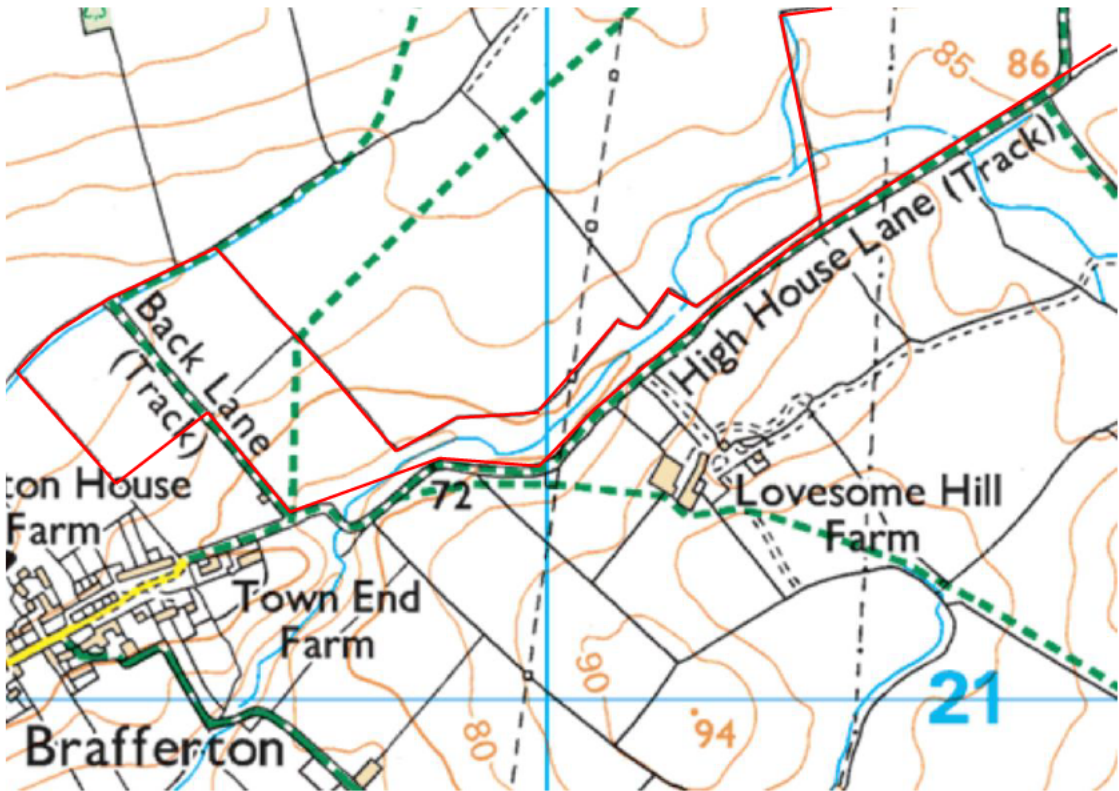 85
86
High House Lane (Track)
Back Lane
(Track)
ton House
Farm
72
Lovesome Hill
Farm
Town End
Farm
90
21
94
80
Brafferton